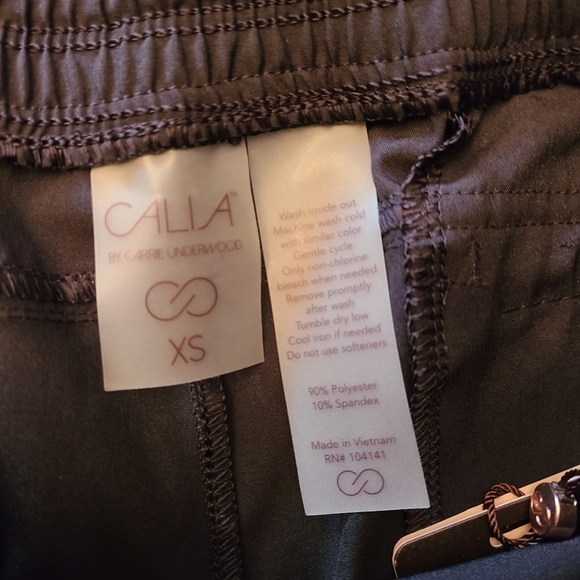 CALIA™
BY CARRIE UNDERWOOD
XS
Wash inside out
Machine wash cold
with similar color
Gentle cycle
Only non-chlorine
bleach when needed
Remove promptly
after wash
Tumble dry low
Cool iron if needed
Do not use softeners
90% Polyester
10% Spandex
Made in Vietnam
RN# 104141